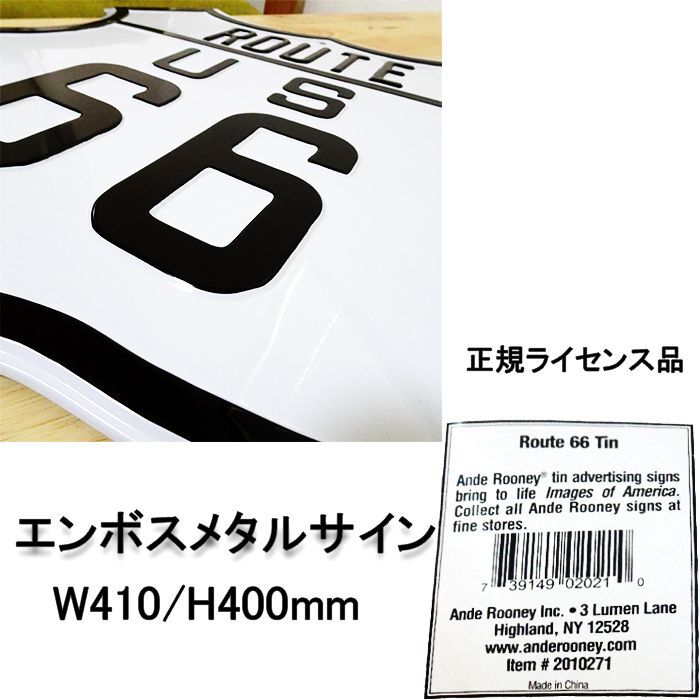 ROUTE
US
66
正規ライセンス品
エンボスメタルサイン
W410/H400mm
Route 66 Tin
Ande Rooney® tin advertising signs
bring to life Images of America.
Collect all Ande Rooney signs at
fine stores.
7 39149 02021 0
Ande Rooney Inc. • 3 Lumen Lane
Highland, NY 12528
www.anderooney.com
Item # 2010271
Made in China